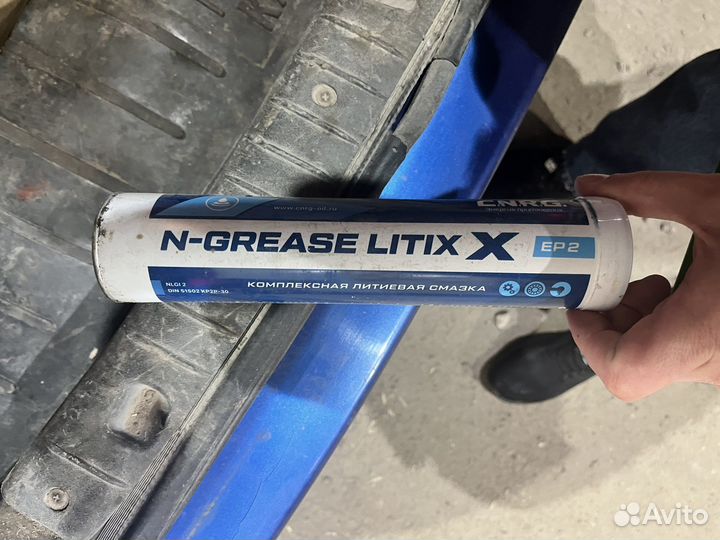 www.cnrg-oil.ru
C.N.R.G.
N-GREASE LITIX X EP 2
NLGI 2
DIN 51502 KP2P-30
КОМПЛЕКСНАЯ ЛИТИЕВАЯ СМАЗКА
Avito